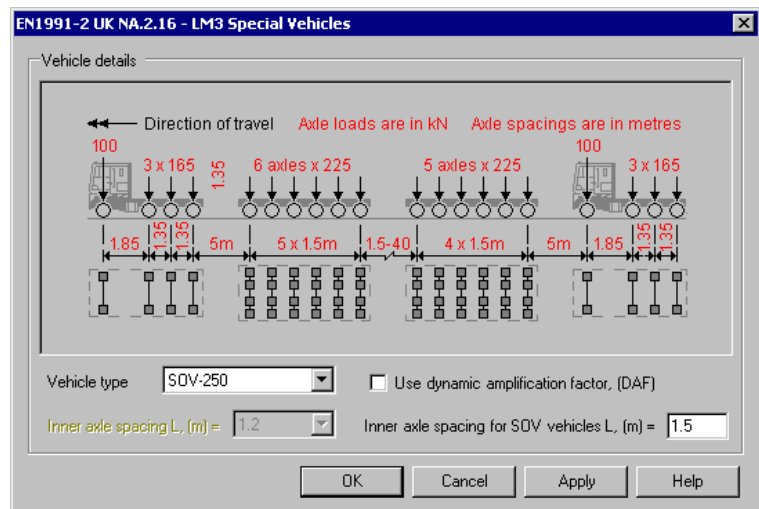 EN1991-2 UK NA.2.16 - LM3 Special Vehicles
Vehicle details
Direction of travel Axle loads are in kN Axle spacings are in metres
100 100
3 x 165 1.35 6 axles x 225 5 axles x 225 3 x 165
1.85 1.35 1.35 5m 5 x 1.5m 1.5-40 4 x 1.5m 5m 1.85 1.35 1.35
Vehicle type SOV-250 Use dynamic amplification factor, (DAF)
Inner axle spacing L, (m) = 1.2 Inner axle spacing for SOV vehicles L, (m) = 1.5
OK Cancel Apply Help